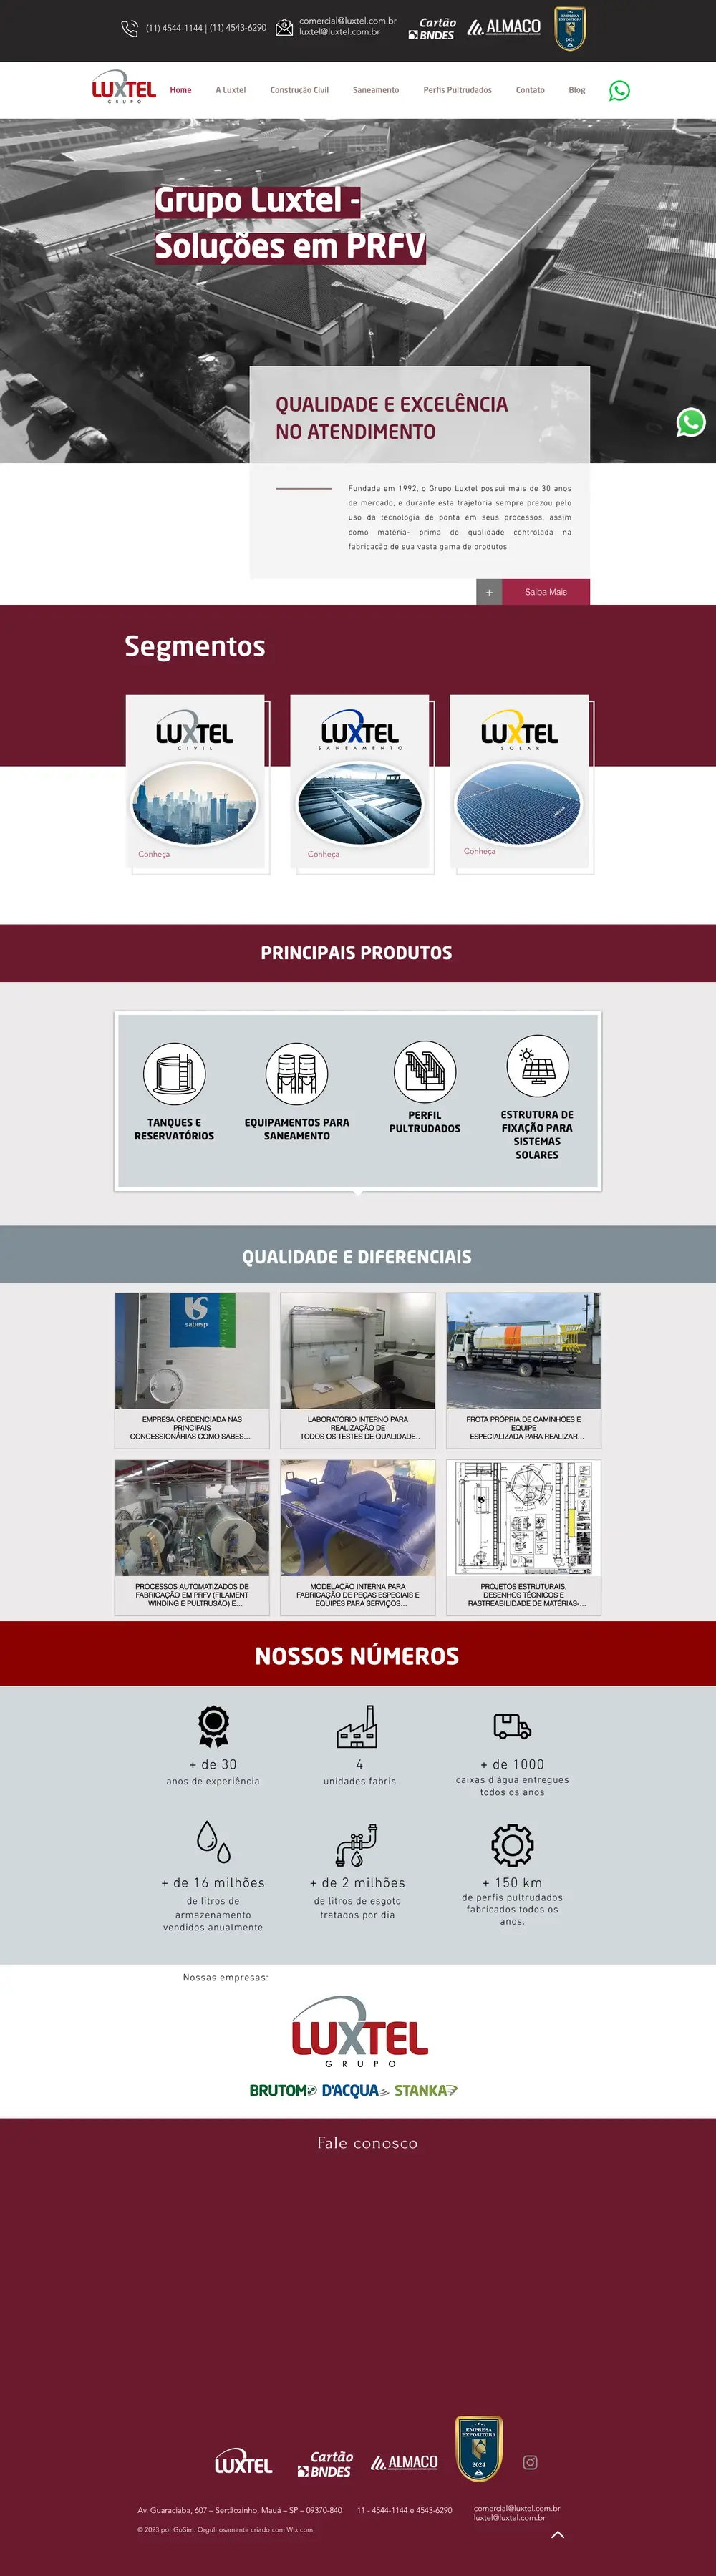 (11) 4544-1144 | (11) 4543-6290
comercial@luxtel.com.br
luxtel@luxtel.com.br
Cartão
BNDES
ALMACO
EMPRESA
EXPOSITORA
2024
LUXTEL
GRUPO
Home
A Luxtel
Construção Civil
Saneamento
Perfis Pultrudados
Contato
Blog
Grupo Luxtel -
Soluções em PRFV
QUALIDADE E EXCELÊNCIA
NO ATENDIMENTO
Fundada em 1992, o Grupo Luxtel possui mais de 30 anos
de mercado, e durante esta trajetória sempre prezou pelo
uso da tecnologia de ponta em seus processos, assim
como matéria- prima de qualidade controlada na
fabricação de sua vasta gama de produtos
+
Saiba Mais
Segmentos
LUXTEL
CIVIL
Conheça
LUXTEL
SANEAMENTO
Conheça
LUXTEL
SOLAR
Conheça
PRINCIPAIS PRODUTOS
TANQUES E
RESERVATÓRIOS
EQUIPAMENTOS PARA
SANEAMENTO
PERFIL
PULTRUDADOS
ESTRUTURA DE
FIXAÇÃO PARA
SISTEMAS
SOLARES
QUALIDADE E DIFERENCIAIS
sabesp
EMPRESA CREDENCIADA NAS
PRINCIPAIS
CONCESSIONÁRIAS COMO SABES...
LABORATÓRIO INTERNO PARA
REALIZAÇÃO DE
TODOS OS TESTES DE QUALIDADE..
FROTA PRÓPRIA DE CAMINHÕES E
EQUIPE
ESPECIALIZADA PARA REALIZAR...
PROCESSOS AUTOMATIZADOS DE
FABRICAÇÃO EM PRFV (FILAMENT
WINDING E PULTRUSÃO) E...
MODELAÇÃO INTERNA PARA
FABRICAÇÃO DE PEÇAS ESPECIAIS E
EQUIPES PARA SERVIÇOS...
PROJETOS ESTRUTURAIS,
DESENHOS TÉCNICOS E
RASTREABILIDADE DE MATÉRIAS-...
NOSSOS NÚMEROS
+ de 30
anos de experiência
4
unidades fabris
+ de 1000
caixas d'água entregues
todos os anos
+ de 16 milhões
de litros de
armazenamento
vendidos anualmente
+ de 2 milhões
de litros de esgoto
tratados por dia
+ 150 km
de perfis pultrudados
fabricados todos os
anos.
Nossas empresas:
LUXTEL
GRUPO
BRUTOM D'ACQUA STANKA
Fale conosco
LUXTEL
Cartão
BNDES
ALMACO
EMPRESA
EXPOSITORA
2024
Av. Guaraciaba, 607 – Sertãozinho, Mauá – SP – 09370-840
11 - 4544-1144 e 4543-6290
comercial@luxtel.com.br
luxtel@luxtel.com.br
© 2023 por GoSim. Orgulhosamente criado com Wix.com